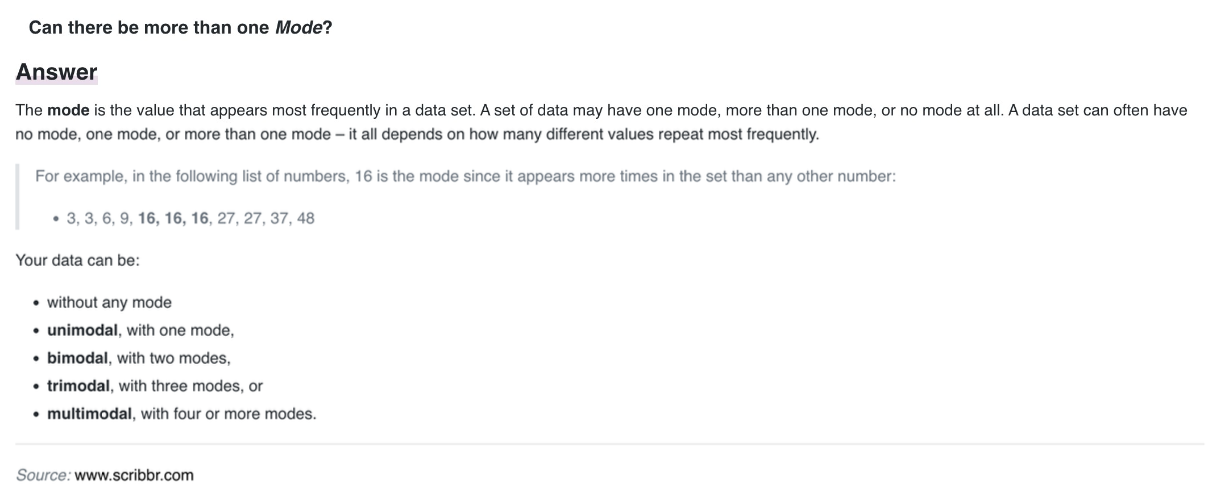 Can there be more than one Mode?
Answer
The mode is the value that appears most frequently in a data set. A set of data may have one mode, more than one mode, or no mode at all. A data set can often have
no mode, one mode, or more than one mode – it all depends on how many different values repeat most frequently.
For example, in the following list of numbers, 16 is the mode since it appears more times in the set than any other number:
• 3, 3, 6, 9, 16, 16, 16, 27, 27, 37, 48
Your data can be:
• without any mode
• unimodal, with one mode,
• bimodal, with two modes,
• trimodal, with three modes, or
• multimodal, with four or more modes.
Source: www.scribbr.com